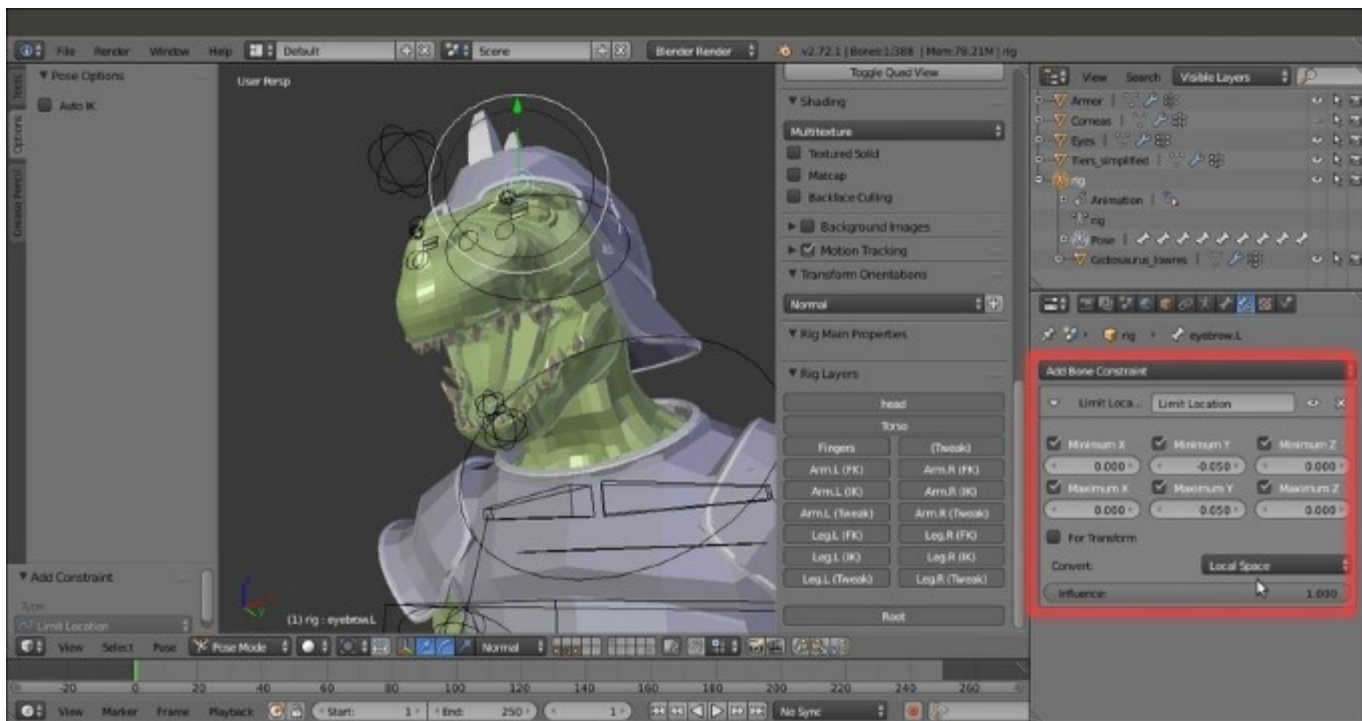 File Render Window Help Default Scene Blender Render v2.72.1 | Bones:1/388 | Mem:78.21M | rig
Tools
Options
Grease Pencil
Pose Options
Auto IK
Add Constraint
Type
Limit Location
User Persp
(1) rig : eyebrow.L
Toggle Quad View
Shading
Multitexture
Textured Solid
Matcap
Backface Culling
Background Images
Motion Tracking
Transform Orientations
Normal
Rig Main Properties
Rig Layers
head
Torso
Fingers (Tweak)
Arm.L (FK) Arm.R (FK)
Arm.L (IK) Arm.R (IK)
Arm.L (Tweak) Arm.R (Tweak)
Leg.L (FK) Leg.R (FK)
Leg.L (IK) Leg.R (IK)
Leg.L (Tweak) Leg.R (Tweak)
Root
View Search Visible Layers
Armor
Corneas
Eyes
Tiers_simplified
rig
Animation
rig
Pose
Gidiosaurus_lowres
rig eyebrow.L
Add Bone Constraint
Limit Loca... Limit Location
Minimum X Minimum Y Minimum Z
0.000 -0.050 0.000
Maximum X Maximum Y Maximum Z
0.000 0.050 0.000
For Transform
Convert: Local Space
Influence: 1.000
View Select Pose Pose Mode Normal
-20 0 20 40 60 80 100 120 140 160 180 200 220 240 260
View Marker Frame Playback Start: 1 End: 250 1 No Sync